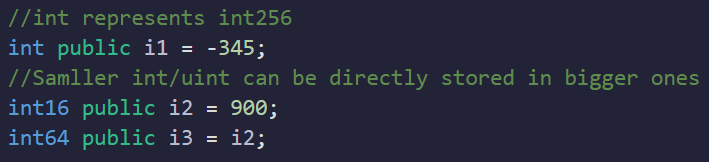 //int represents int256
int public i1 = -345;
//Samller int/uint can be directly stored in bigger ones
int16 public i2 = 900;
int64 public i3 = i2;